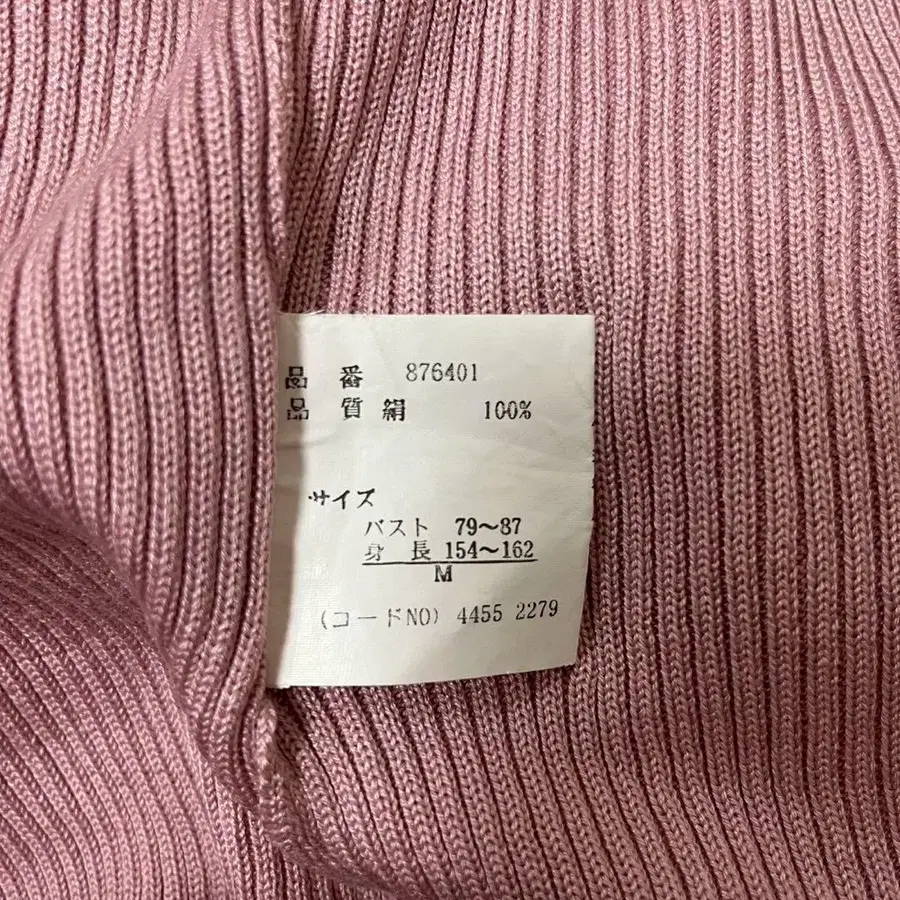 品 番 876401
品 質 絹 100%
サイズ
バスト 79～87
身 長 154～162
M
(コードNO) 4455 2279